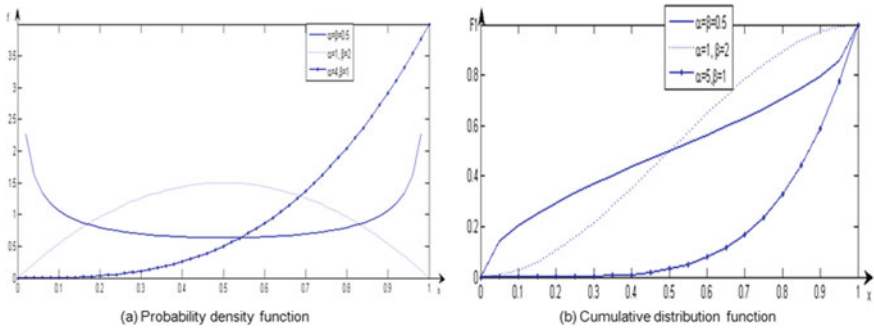 f
α=β=0.5
α=1, β=2
α=4,β=1
4
3.5
3
2.5
2
1.5
1
0.5
0
0 0.1 0.2 0.3 0.4 0.5 0.6 0.7 0.8 0.9 1
(a) Probability density function
α=β=0.5
α=1, β=2
α=5,β=1
1
0.8
0.6
0.4
0.2
0
0 0.1 0.2 0.3 0.4 0.5 0.6 0.7 0.8 0.9 1
x
(b) Cumulative distribution function